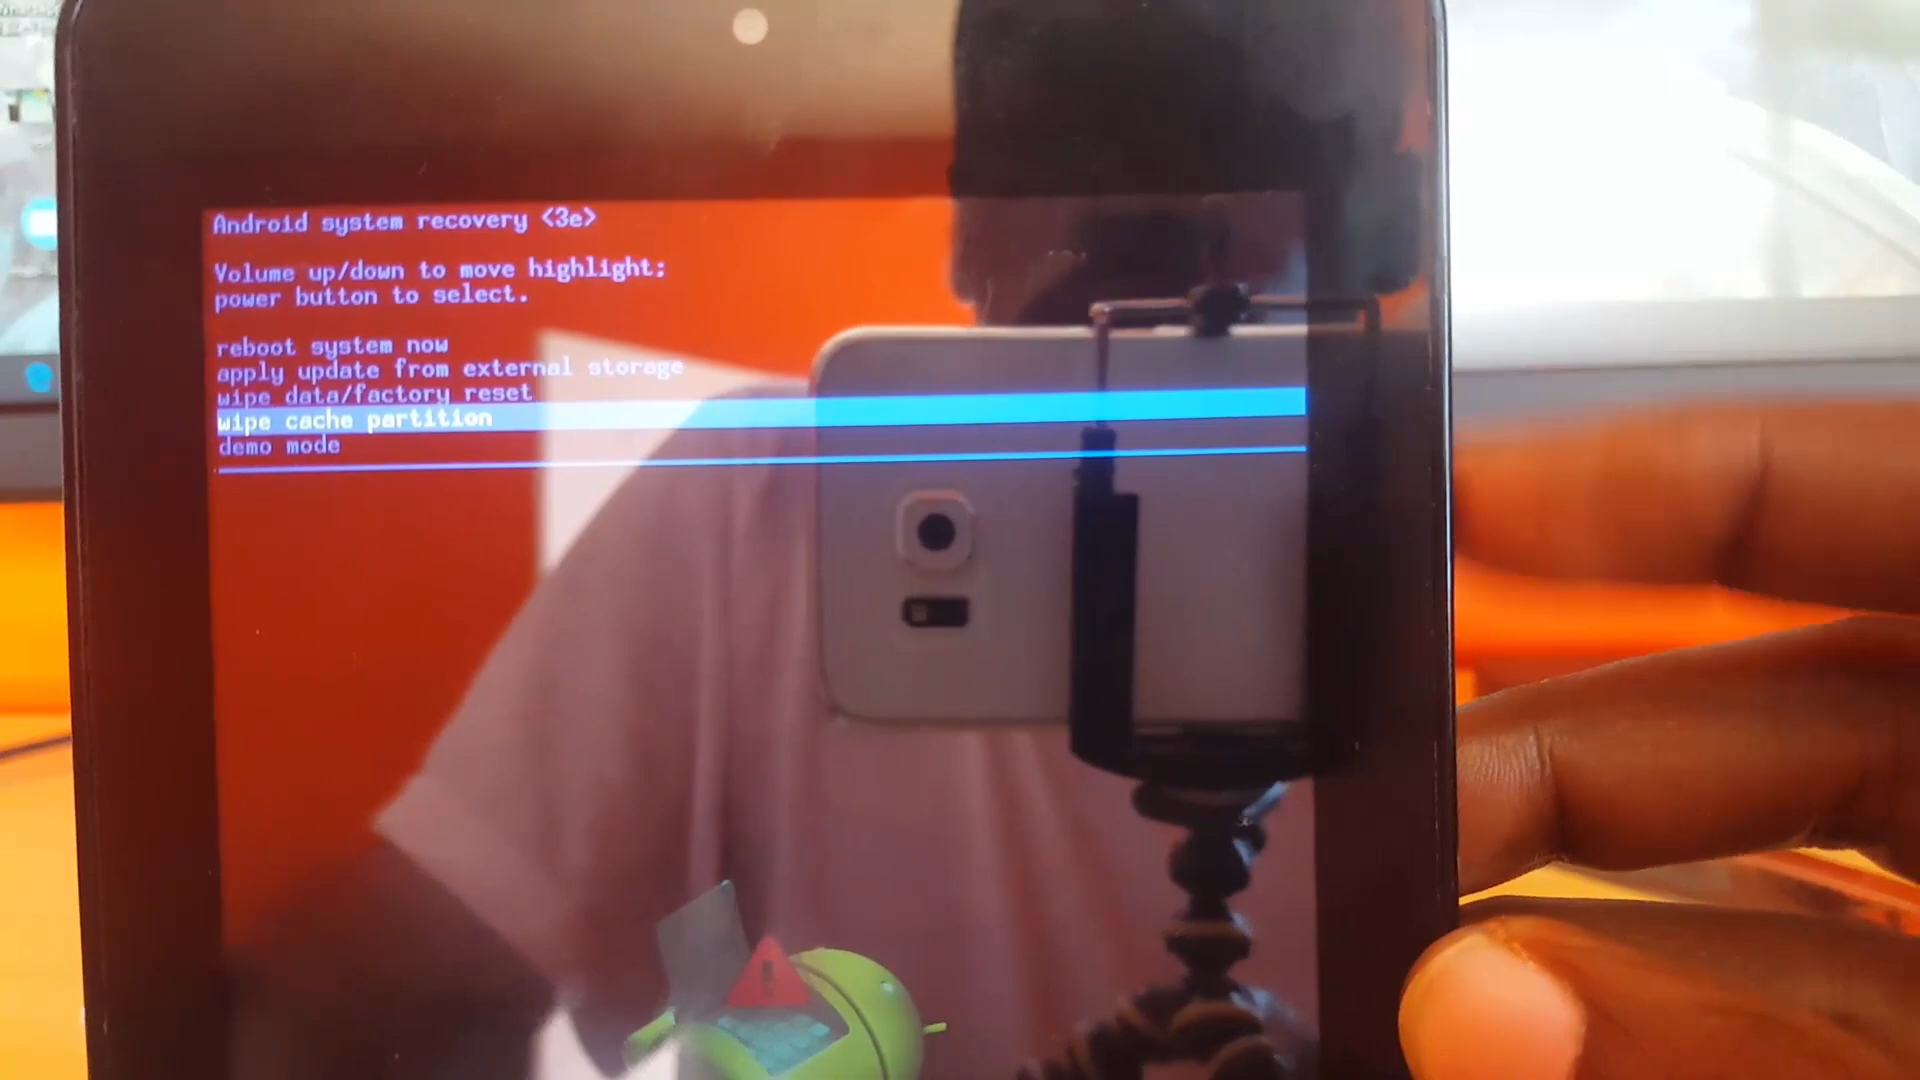 Android system recovery <3e>
Volume up/down to move highlight;
power button to select.
reboot system now
apply update from external storage
wipe data/factory reset
wipe cache partition
demo mode